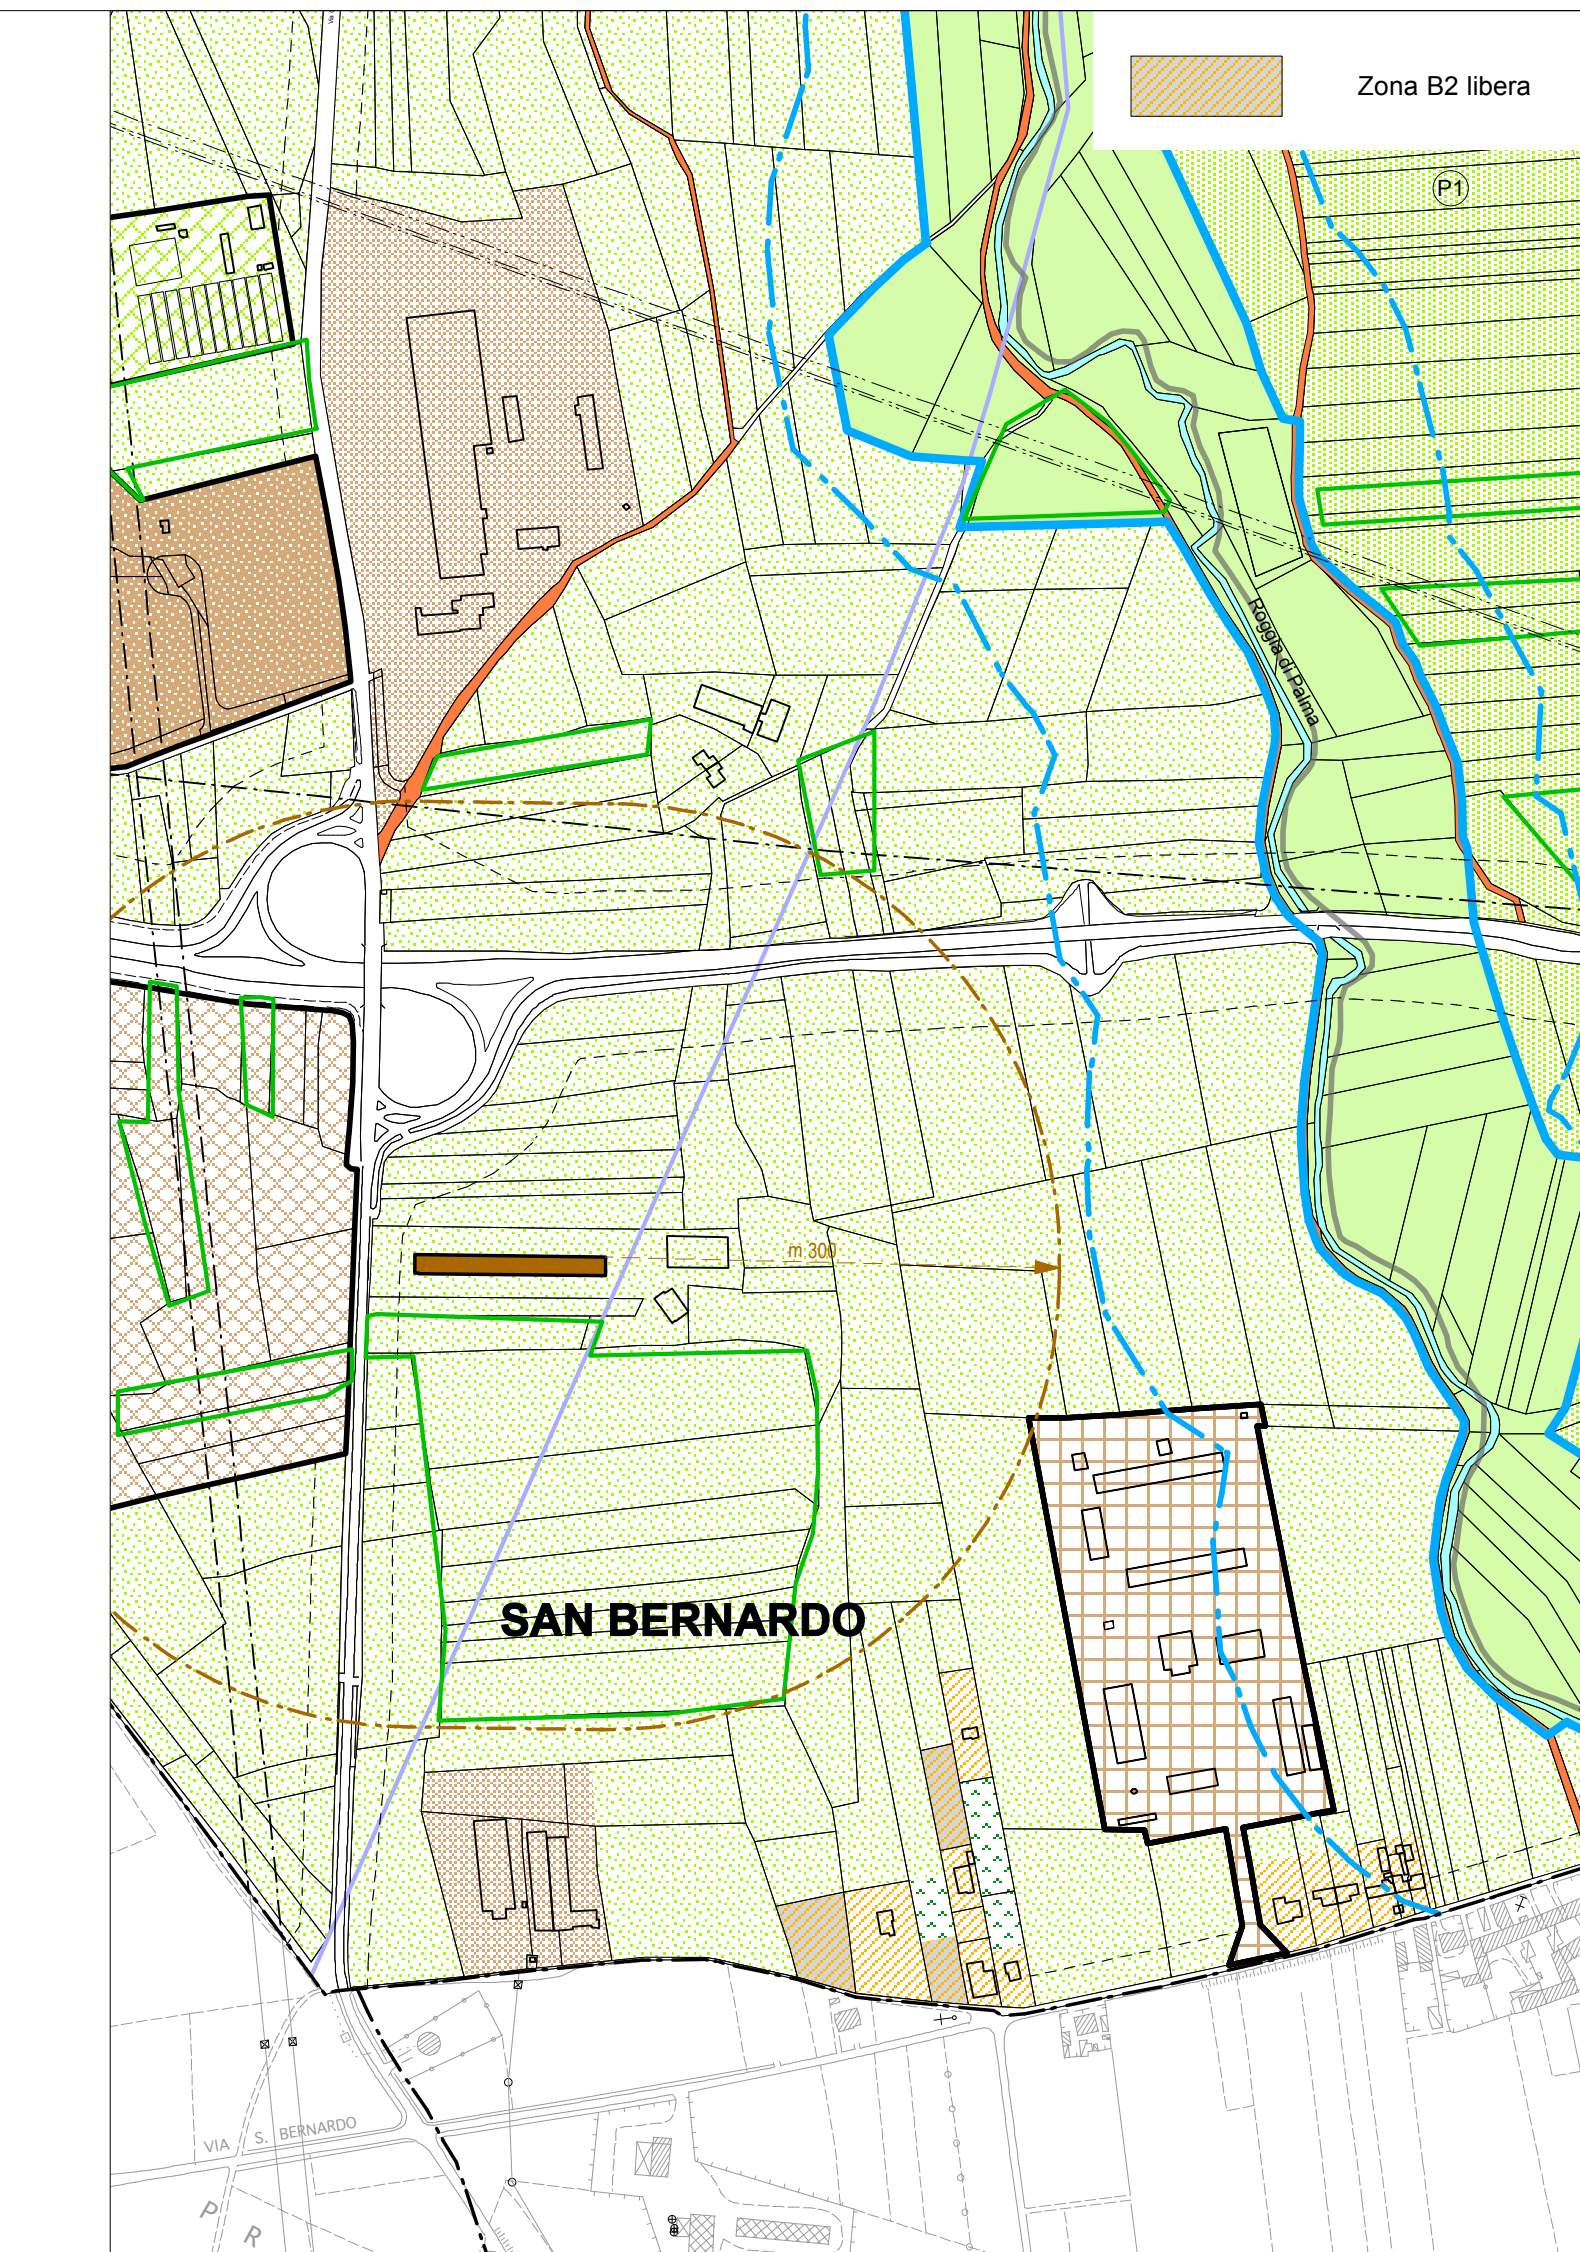 Zona B2 libera
P1
Roggia di Palma
m 300
SAN BERNARDO
VIA S. BERNARDO
P R